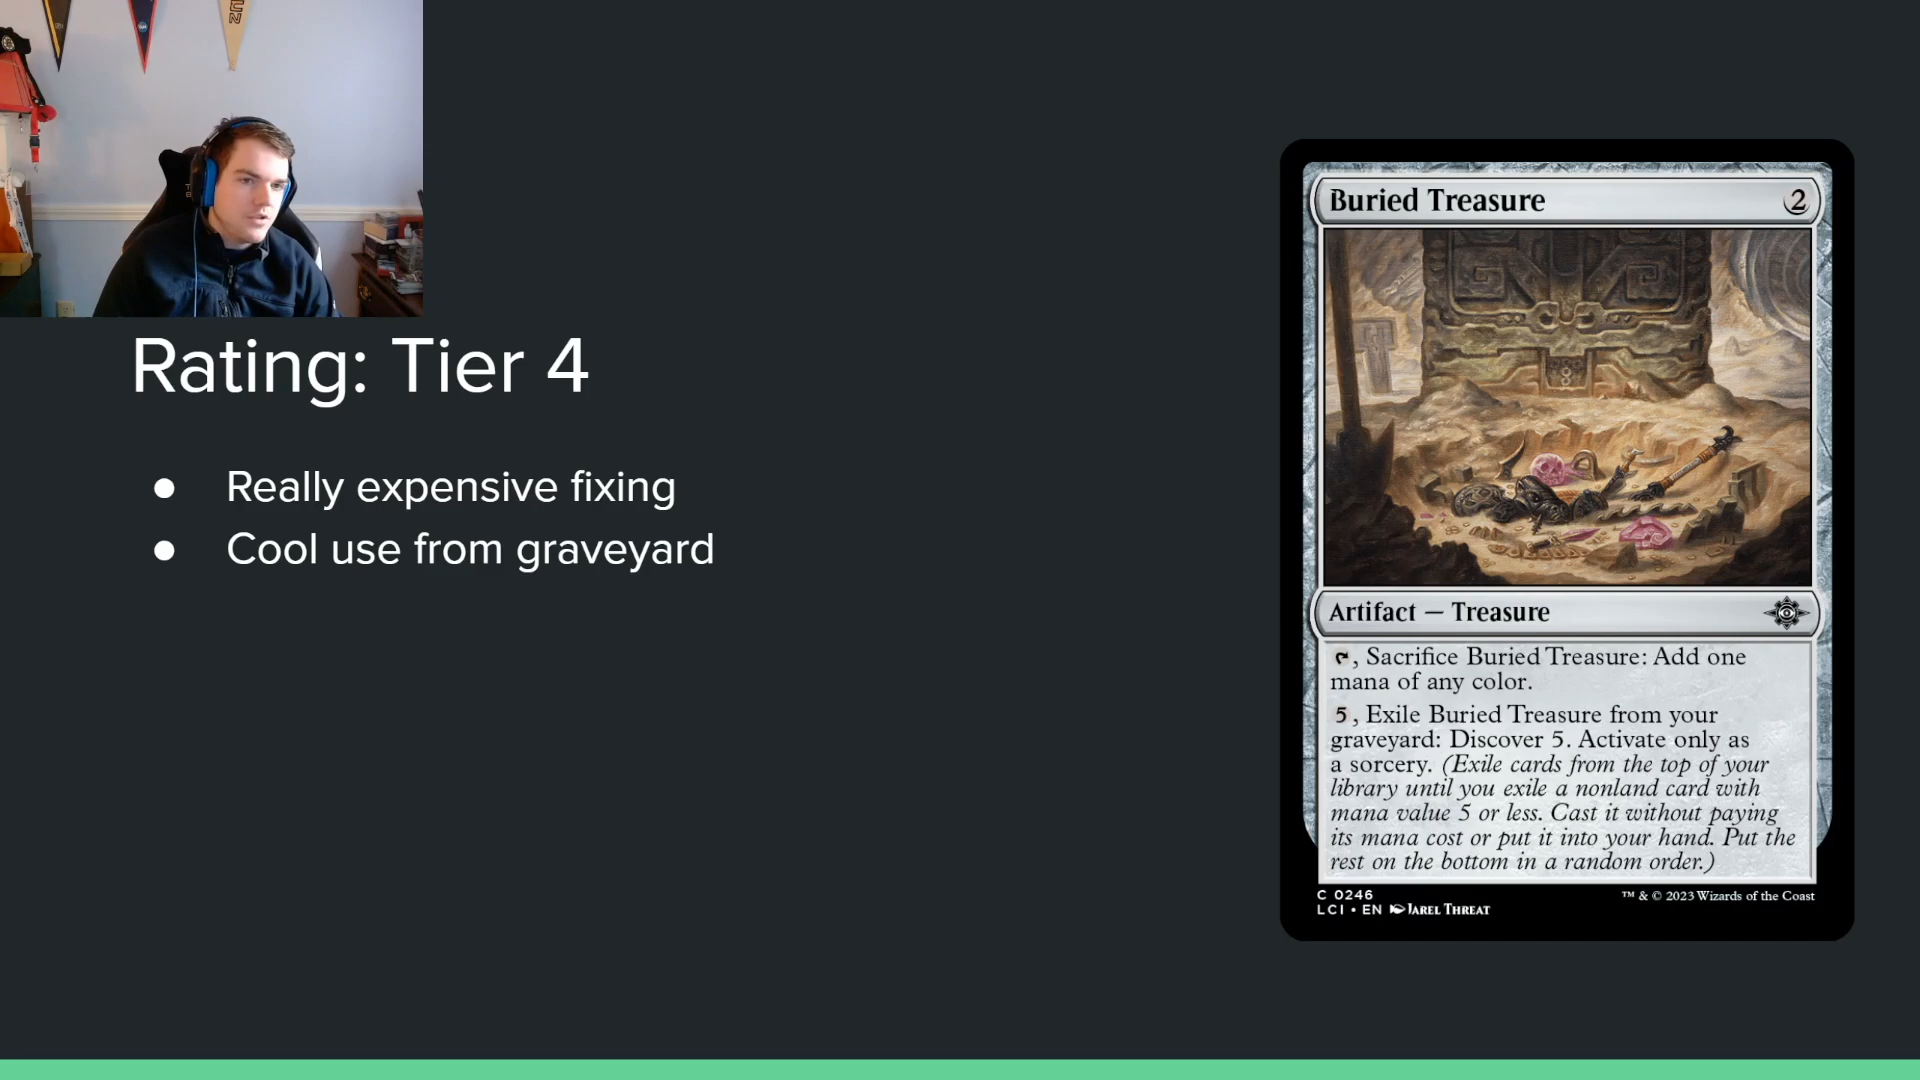 Rating: Tier 4
● Really expensive fixing
● Cool use from graveyard
Buried Treasure 2
Artifact — Treasure
, Sacrifice Buried Treasure: Add one
mana of any color.
5, Exile Buried Treasure from your
graveyard: Discover 5. Activate only as
a sorcery. (Exile cards from the top of your
library until you exile a nonland card with
mana value 5 or less. Cast it without paying
its mana cost or put it into your hand. Put the
rest on the bottom in a random order.)
C 0246
LCI • EN Jarel Threat
™ & © 2023 Wizards of the Coast